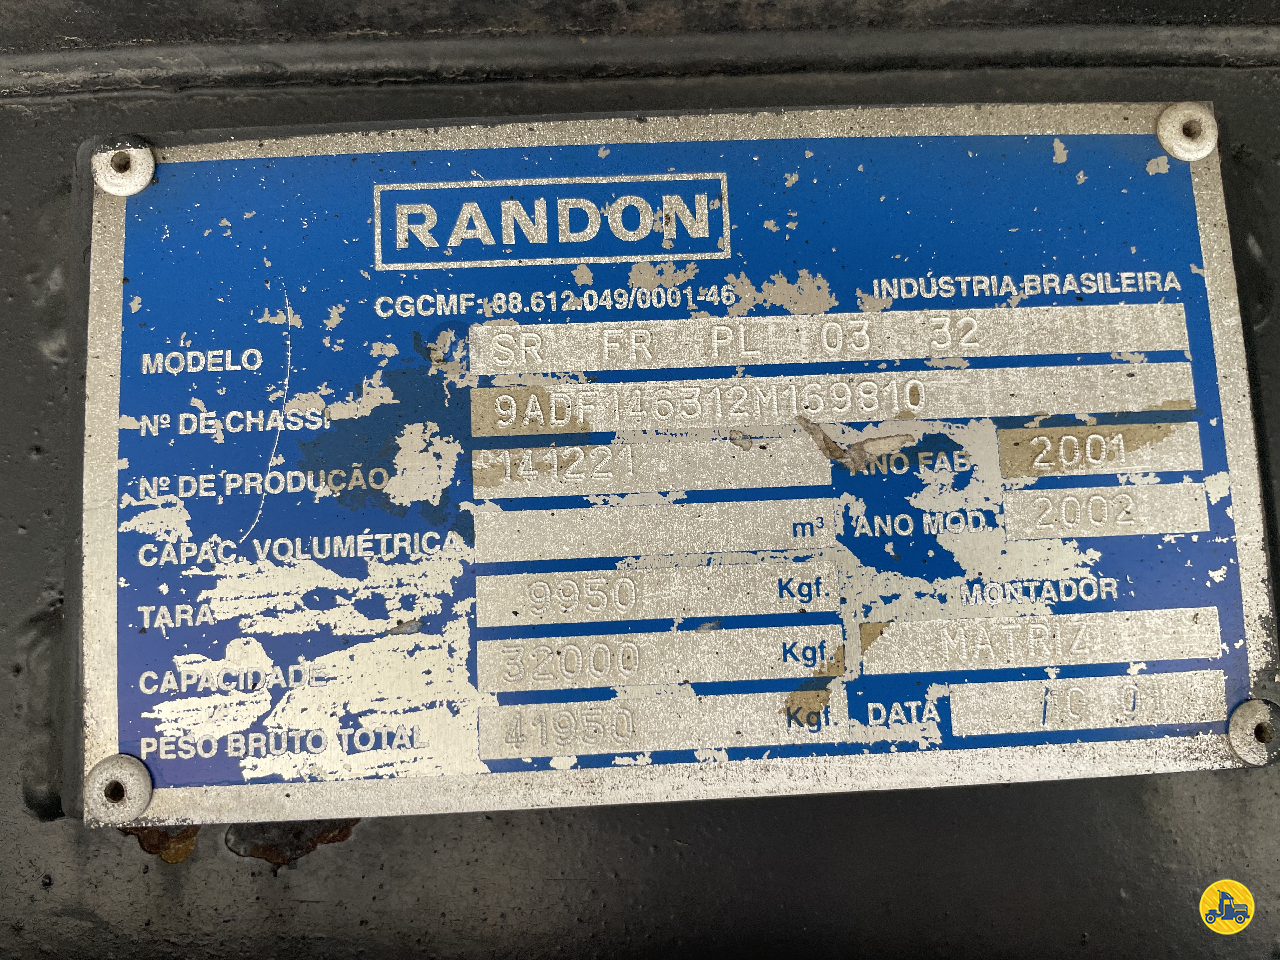 RANDON
CGCMF: 88.612.049/0001-46 INDÚSTRIA BRASILEIRA
MODELO SR FR PL 03 32
Nº DE CHASSI 9ADF146312M169810
Nº DE PRODUÇÃO 141221 ANO FAB. 2001
CAPAC. VOLUMÉTRICA m³ ANO MOD. 2002
TARA 9950 Kgf. MONTADOR
CAPACIDADE 32000 Kgf. MATRIZ
PESO BRUTO TOTAL 41950 Kgf. DATA